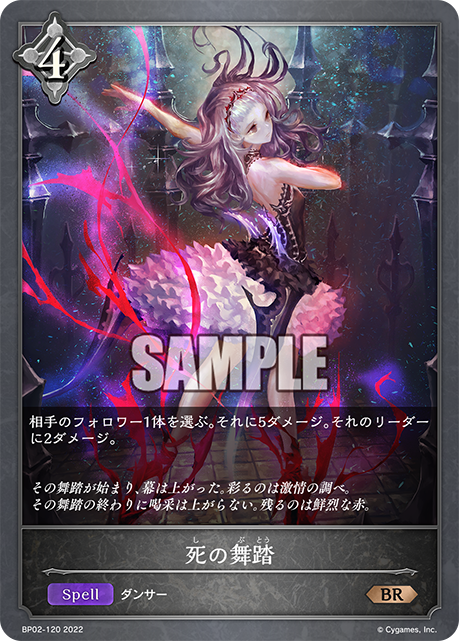 4
SAMPLE
相手のフォロワー1体を選ぶ。それに5ダメージ。それのリーダー
に2ダメージ。
その舞踏が始まり、幕は上がった。彩るのは激情の調べ。
その舞踏の終わりに喝采は上がらない。残るのは鮮烈な赤。
し ぶとう
死の舞踏
Spell ダンサー BR
BP02-120 2022 © Cygames, Inc.